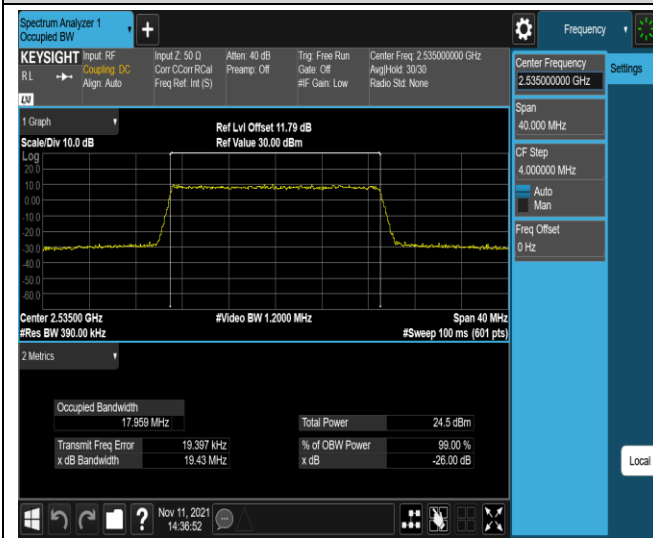 Spectrum Analyzer 1
Occupied BW
+
Frequency
KEYSIGHT Input: RF Input Z: 50 Ω Atten: 40 dB Trig: Free Run Center Freq: 2.535000000 GHz
RL Coupling: DC Corr CCorr RCal Preamp: Off Gate: Off Avg|Hold: 30/30
Align: Auto Freq Ref: Int (S) #IF Gain: Low Radio Std: None
LXI
Center Frequency
2.535000000 GHz
Settings
Span
40.000 MHz
CF Step
4.000000 MHz
Auto
Man
Freq Offset
0 Hz
1 Graph
Ref Lvl Offset 11.79 dB
Scale/Div 10.0 dB Ref Value 30.00 dBm
Log
20.0
10.0
0.00
-10.0
-20.0
-30.0
-40.0
-50.0
-60.0
Center 2.53500 GHz #Video BW 1.2000 MHz Span 40 MHz
#Res BW 390.00 kHz #Sweep 100 ms (601 pts)
2 Metrics
Occupied Bandwidth
17.959 MHz Total Power 24.5 dBm
Transmit Freq Error 19.397 kHz % of OBW Power 99.00 %
x dB Bandwidth 19.43 MHz x dB -26.00 dB
Local
? Nov 11, 2021
14:36:52